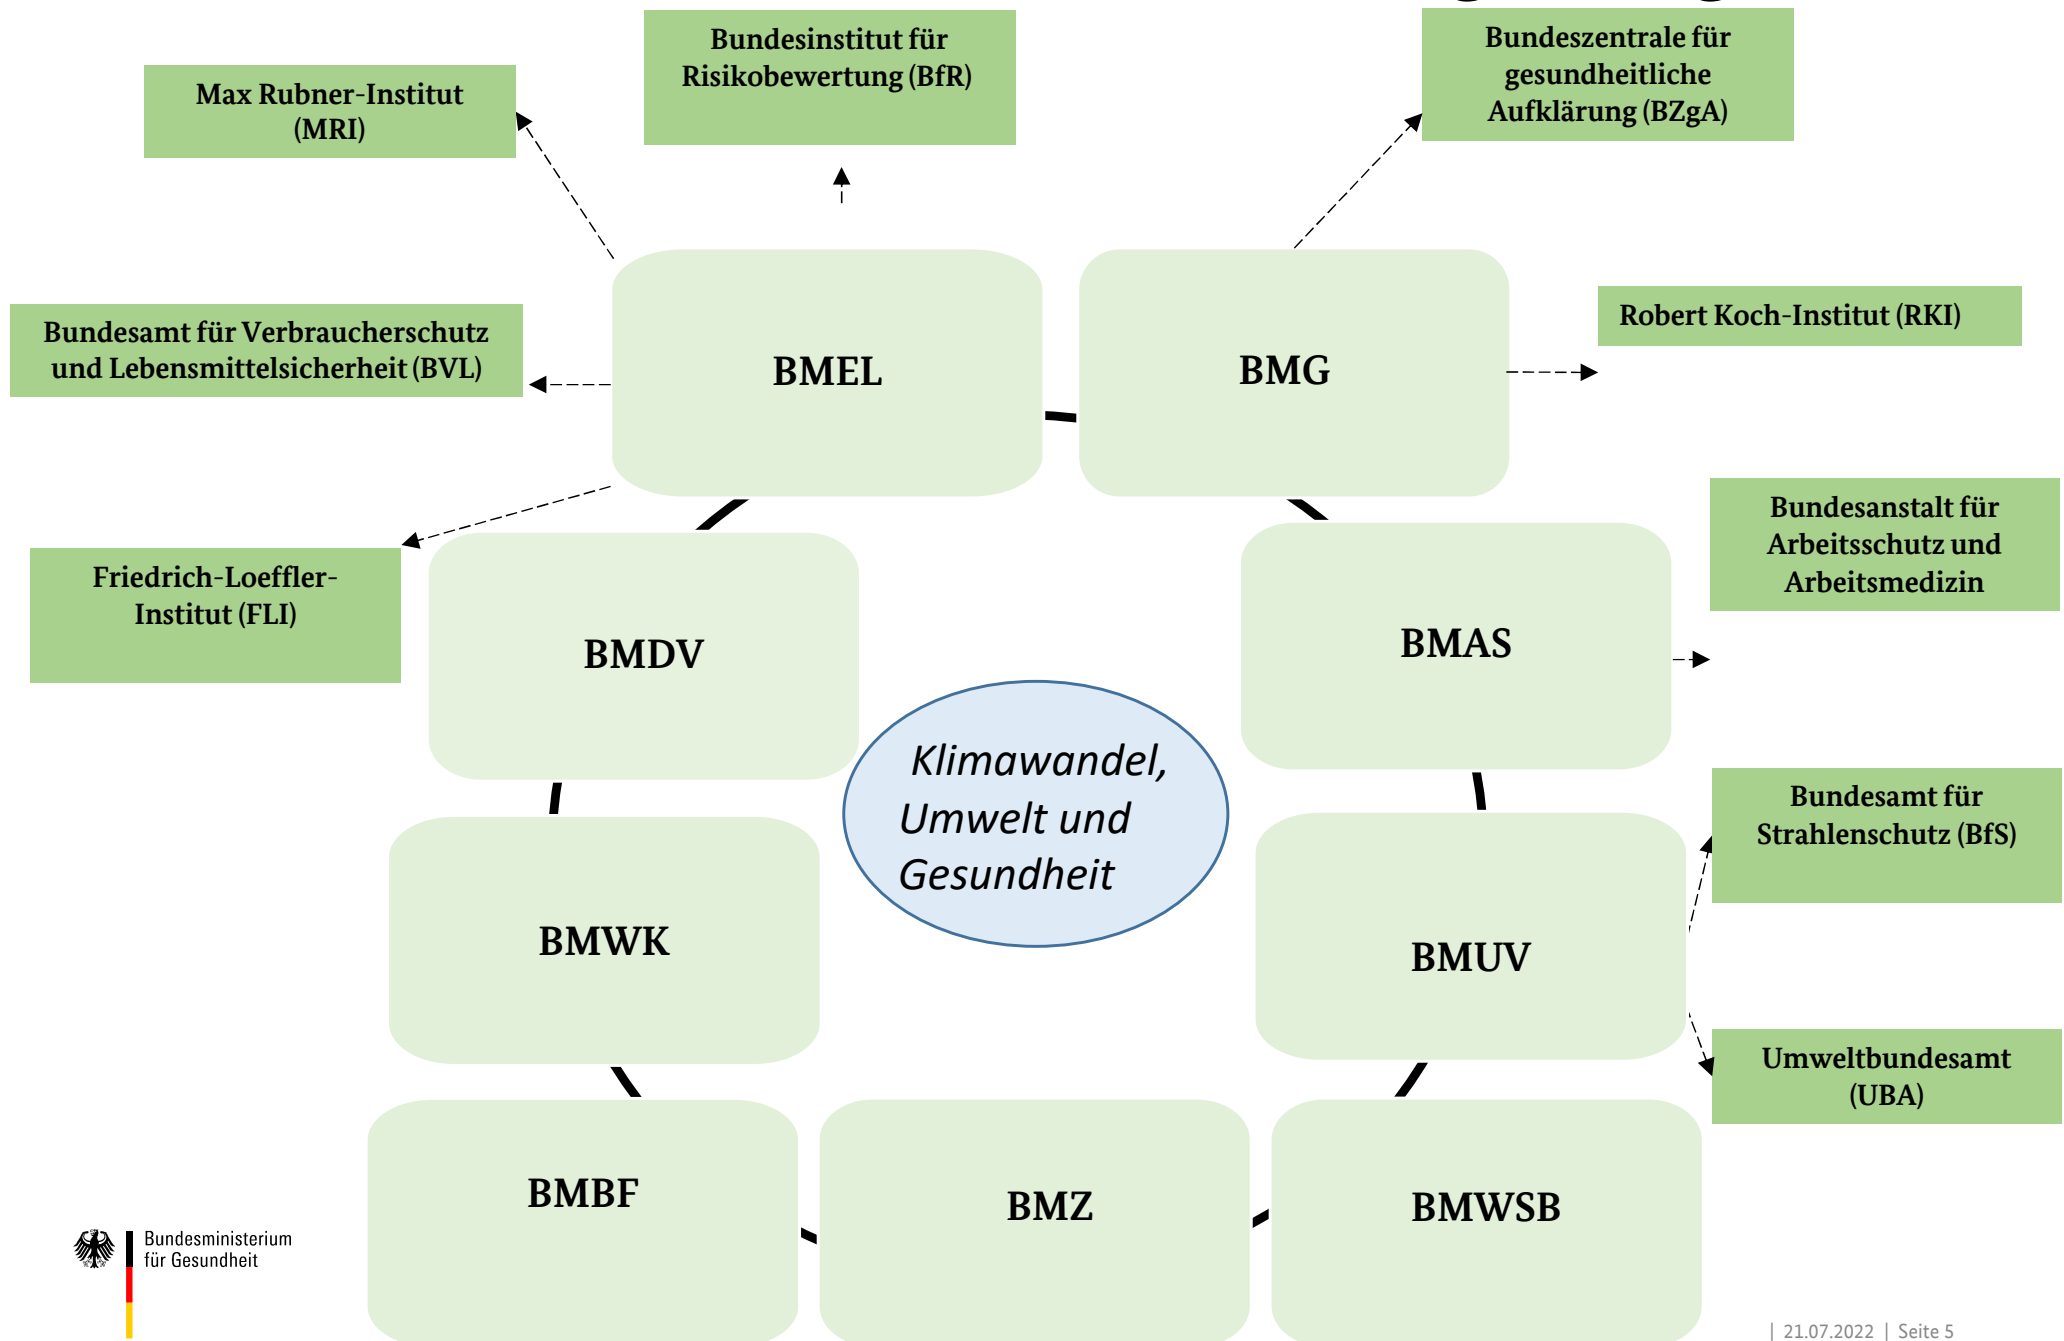 Bundesinstitut für
Risikobewertung (BfR)
Bundeszentrale für
gesundheitliche
Aufklärung (BZgA)
Max Rubner-Institut
(MRI)
Robert Koch-Institut (RKI)
Bundesamt für Verbraucherschutz
und Lebensmittelsicherheit (BVL)
BMEL
BMG
Bundesanstalt für
Arbeitsschutz und
Arbeitsmedizin
Friedrich-Loeffler-
Institut (FLI)
BMDV
BMAS
Klimawandel,
Umwelt und
Gesundheit
Bundesamt für
Strahlenschutz (BfS)
BMWK
BMUV
Umweltbundesamt
(UBA)
BMBF
BMZ
BMWSB
Bundesministerium
für Gesundheit
| 21.07.2022 | Seite 5